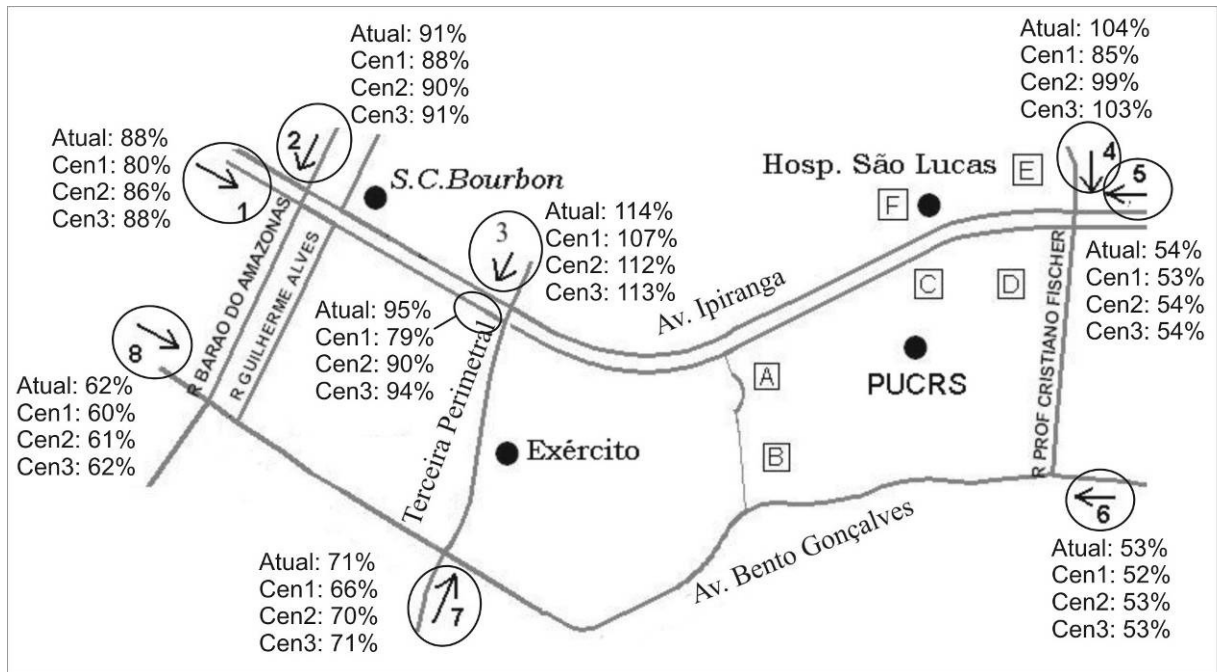 Atual: 91%
Cen1: 88%
Cen2: 90%
Cen3: 91%
Atual: 104%
Cen1: 85%
Cen2: 99%
Cen3: 103%
Atual: 88%
Cen1: 80%
Cen2: 86%
Cen3: 88%
1
2
S.C.Bourbon
Hosp. São Lucas
E
F
4
5
3
Atual: 114%
Cen1: 107%
Cen2: 112%
Cen3: 113%
R BARAO DO AMAZONAS
R GUILHERME ALVES
Atual: 95%
Cen1: 79%
Cen2: 90%
Cen3: 94%
Av. Ipiranga
C
D
Atual: 54%
Cen1: 53%
Cen2: 54%
Cen3: 54%
8
Atual: 62%
Cen1: 60%
Cen2: 61%
Cen3: 62%
Terceira Perimetral
A
PUCRS
R PROF CRISTIANO FISCHER
Exército
B
Av. Bento Gonçalves
6
Atual: 53%
Cen1: 52%
Cen2: 53%
Cen3: 53%
Atual: 71%
Cen1: 66%
Cen2: 70%
Cen3: 71%
7